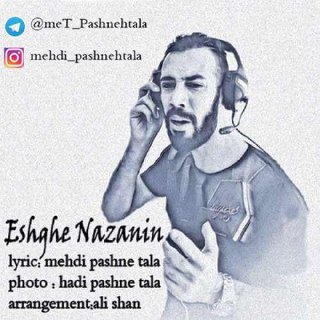 @meT_Pashnehtala
mehdi_pashnehtala
Eshghe Nazanin
lyric: mehdi pashne tala
photo : hadi pashne tala
arrangement:ali shan